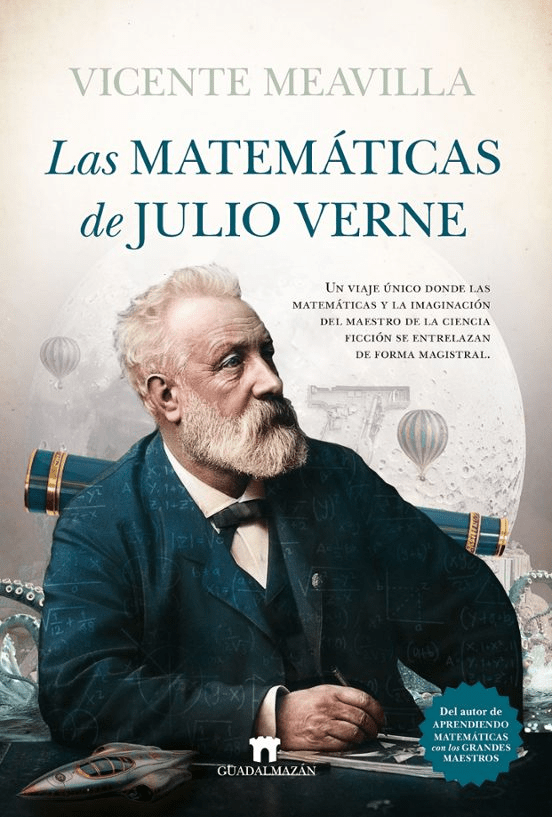 VICENTE MEAVILLA
Las MATEMÁTICAS
de JULIO VERNE
UN VIAJE ÚNICO DONDE LAS
MATEMÁTICAS Y LA IMAGINACIÓN
DEL MAESTRO DE LA CIENCIA
FICCIÓN SE ENTRELAZAN
DE FORMA MAGISTRAL.
Del autor de
APRENDIENDO
MATEMÁTICAS
con los GRANDES
MAESTROS
GUADALMAZÁN